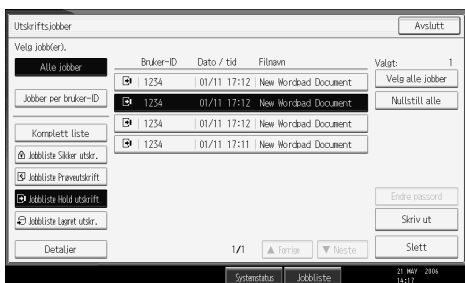 Utskriftsjobber
Avslutt
Velg jobb(er).
Alle jobber
Jobber per bruker-ID
Komplett liste
Jobbliste Sikker utskr.
Jobbliste Prøveutskrift
Jobbliste Hold utskrift
Jobbliste Lagret utskr.
Detaljer
Bruker-ID Dato / tid Filnavn
1234 01/11 17:12 New Wordpad Document
1234 01/11 17:12 New Wordpad Document
1234 01/11 17:12 New Wordpad Document
1234 01/11 17:11 New Wordpad Document
1/1 ▲ Forrige ▼ Neste
Valgt: 1
Velg alle jobber
Nullstill alle
Endre passord
Skriv ut
Slett
Systemstatus Jobbliste
21 MAY 2006
14:17